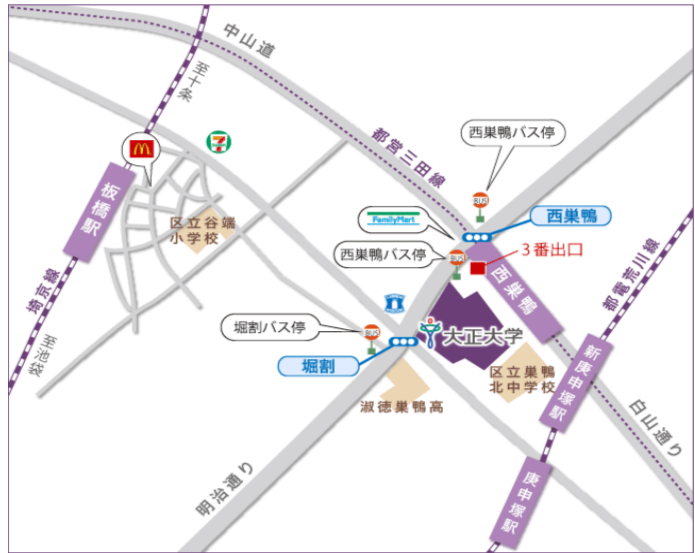 中山道
至十条
都営三田線
西巣鴨バス停
BUS
7
ELEVEN
M
板橋駅
区立谷端
小学校
FamilyMart
西巣鴨
西巣鴨バス停
BUS
3番出口
西巣鴨
都電荒川線
埼京線
至池袋
堀割バス停
BUS
堀割
大正大学
区立巣鴨
北中学校
新庚申塚駅
淑徳巣鴨高
白山通り
明治通り
庚申塚駅